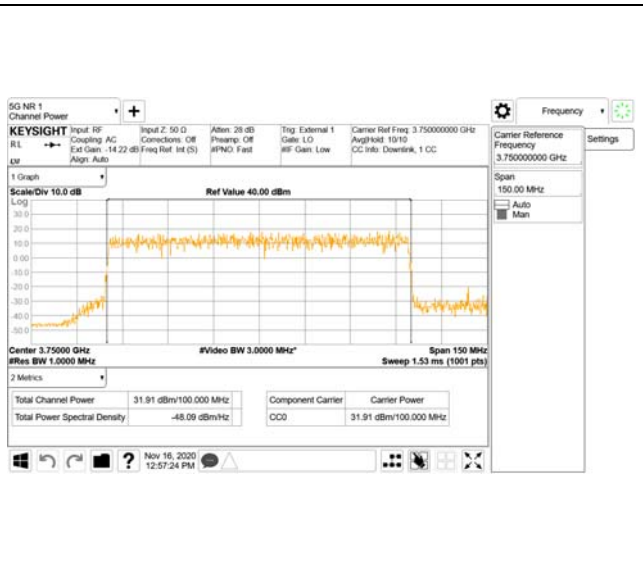 5G NR 1
Channel Power
Frequency
KEYSIGHT
RL
Input: RF
Coupling: AC
Ext Gain: -14.22 dB
Align: Auto
Input Z: 50 Ω
Corrections: Off
Freq Ref: Int (S)
Atten: 28 dB
Preamp: Off
#PNO: Fast
Trig: External 1
Gate: LO
#IF Gain: Low
Carrier Ref Freq: 3.750000000 GHz
Avg|Hold: 10/10
CC Info: Downlink, 1 CC
Carrier Reference
Frequency
3.750000000 GHz
Settings
Span
150.00 MHz
Auto
Man
1 Graph
Scale/Div 10.0 dB
Ref Value 40.00 dBm
Log
30.0
20.0
10.0
0.00
-10.0
-20.0
-30.0
-40.0
-50.0
Center 3.75000 GHz
#Video BW 3.0000 MHz*
Span 150 MHz
#Res BW 1.0000 MHz
Sweep 1.53 ms (1001 pts)
2 Metrics
Total Channel Power 31.91 dBm/100.000 MHz
Total Power Spectral Density -48.09 dBm/Hz
Component Carrier Carrier Power
CC0 31.91 dBm/100.000 MHz
Nov 16, 2020
12:57:24 PM